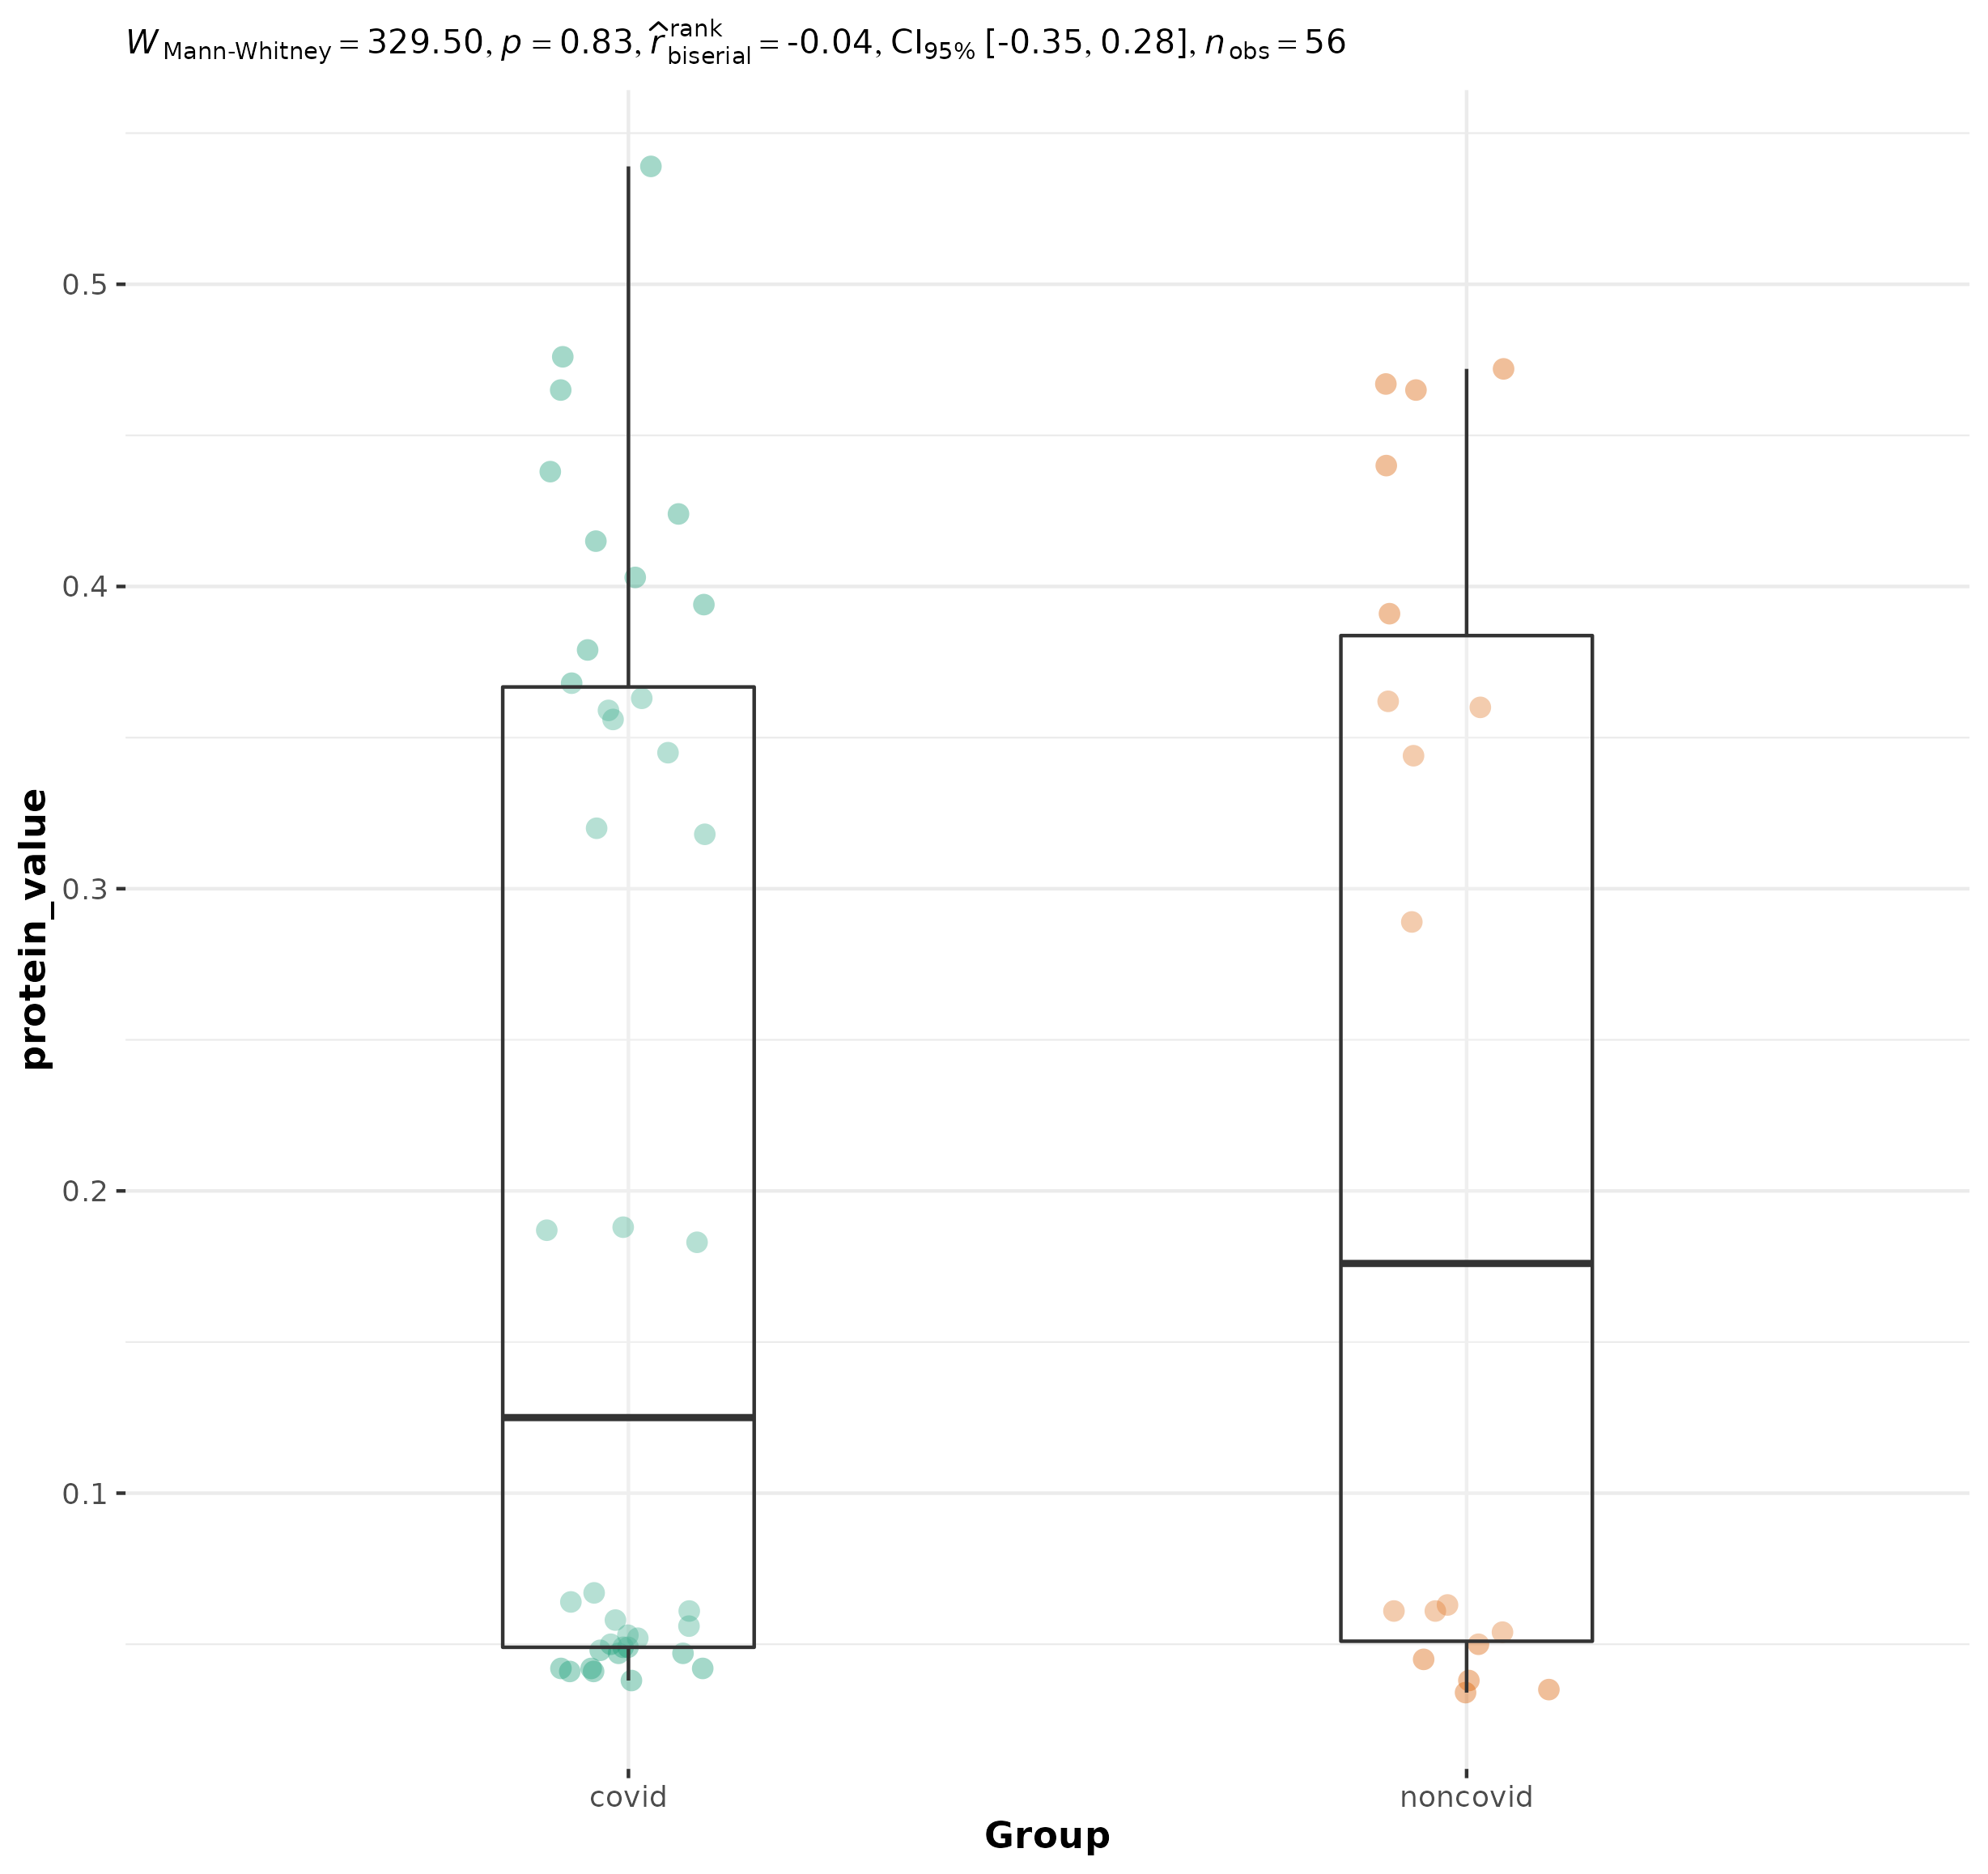 W Mann-Whitney = 329.50, p = 0.83, r̂ rank biserial = -0.04, CI95% [-0.35, 0.28], n obs = 56
protein_value
0.5
0.4
0.3
0.2
0.1
covid noncovid
Group